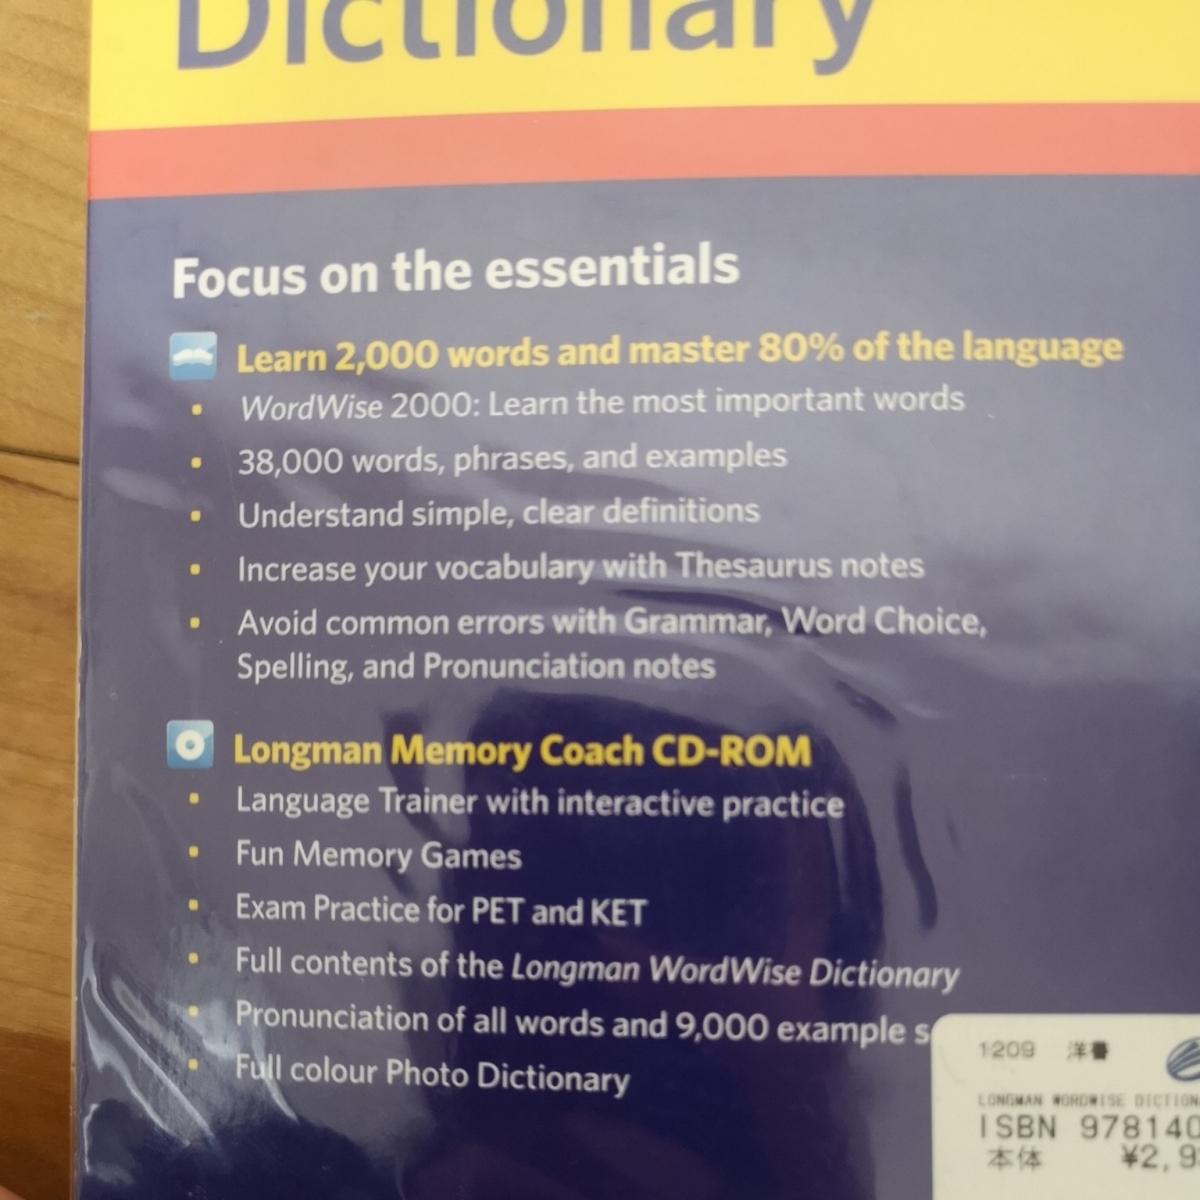 Dictionary
Focus on the essentials
Learn 2,000 words and master 80% of the language
• WordWise 2000: Learn the most important words
• 38,000 words, phrases, and examples
• Understand simple, clear definitions
• Increase your vocabulary with Thesaurus notes
• Avoid common errors with Grammar, Word Choice,
Spelling, and Pronunciation notes
Longman Memory Coach CD-ROM
• Language Trainer with interactive practice
• Fun Memory Games
• Exam Practice for PET and KET
• Full contents of the Longman WordWise Dictionary
• Pronunciation of all words and 9,000 example s
• Full colour Photo Dictionary
1209 洋書
LONGMAN WORDWISE DICTION
ISBN 978140
本体 ¥2,9